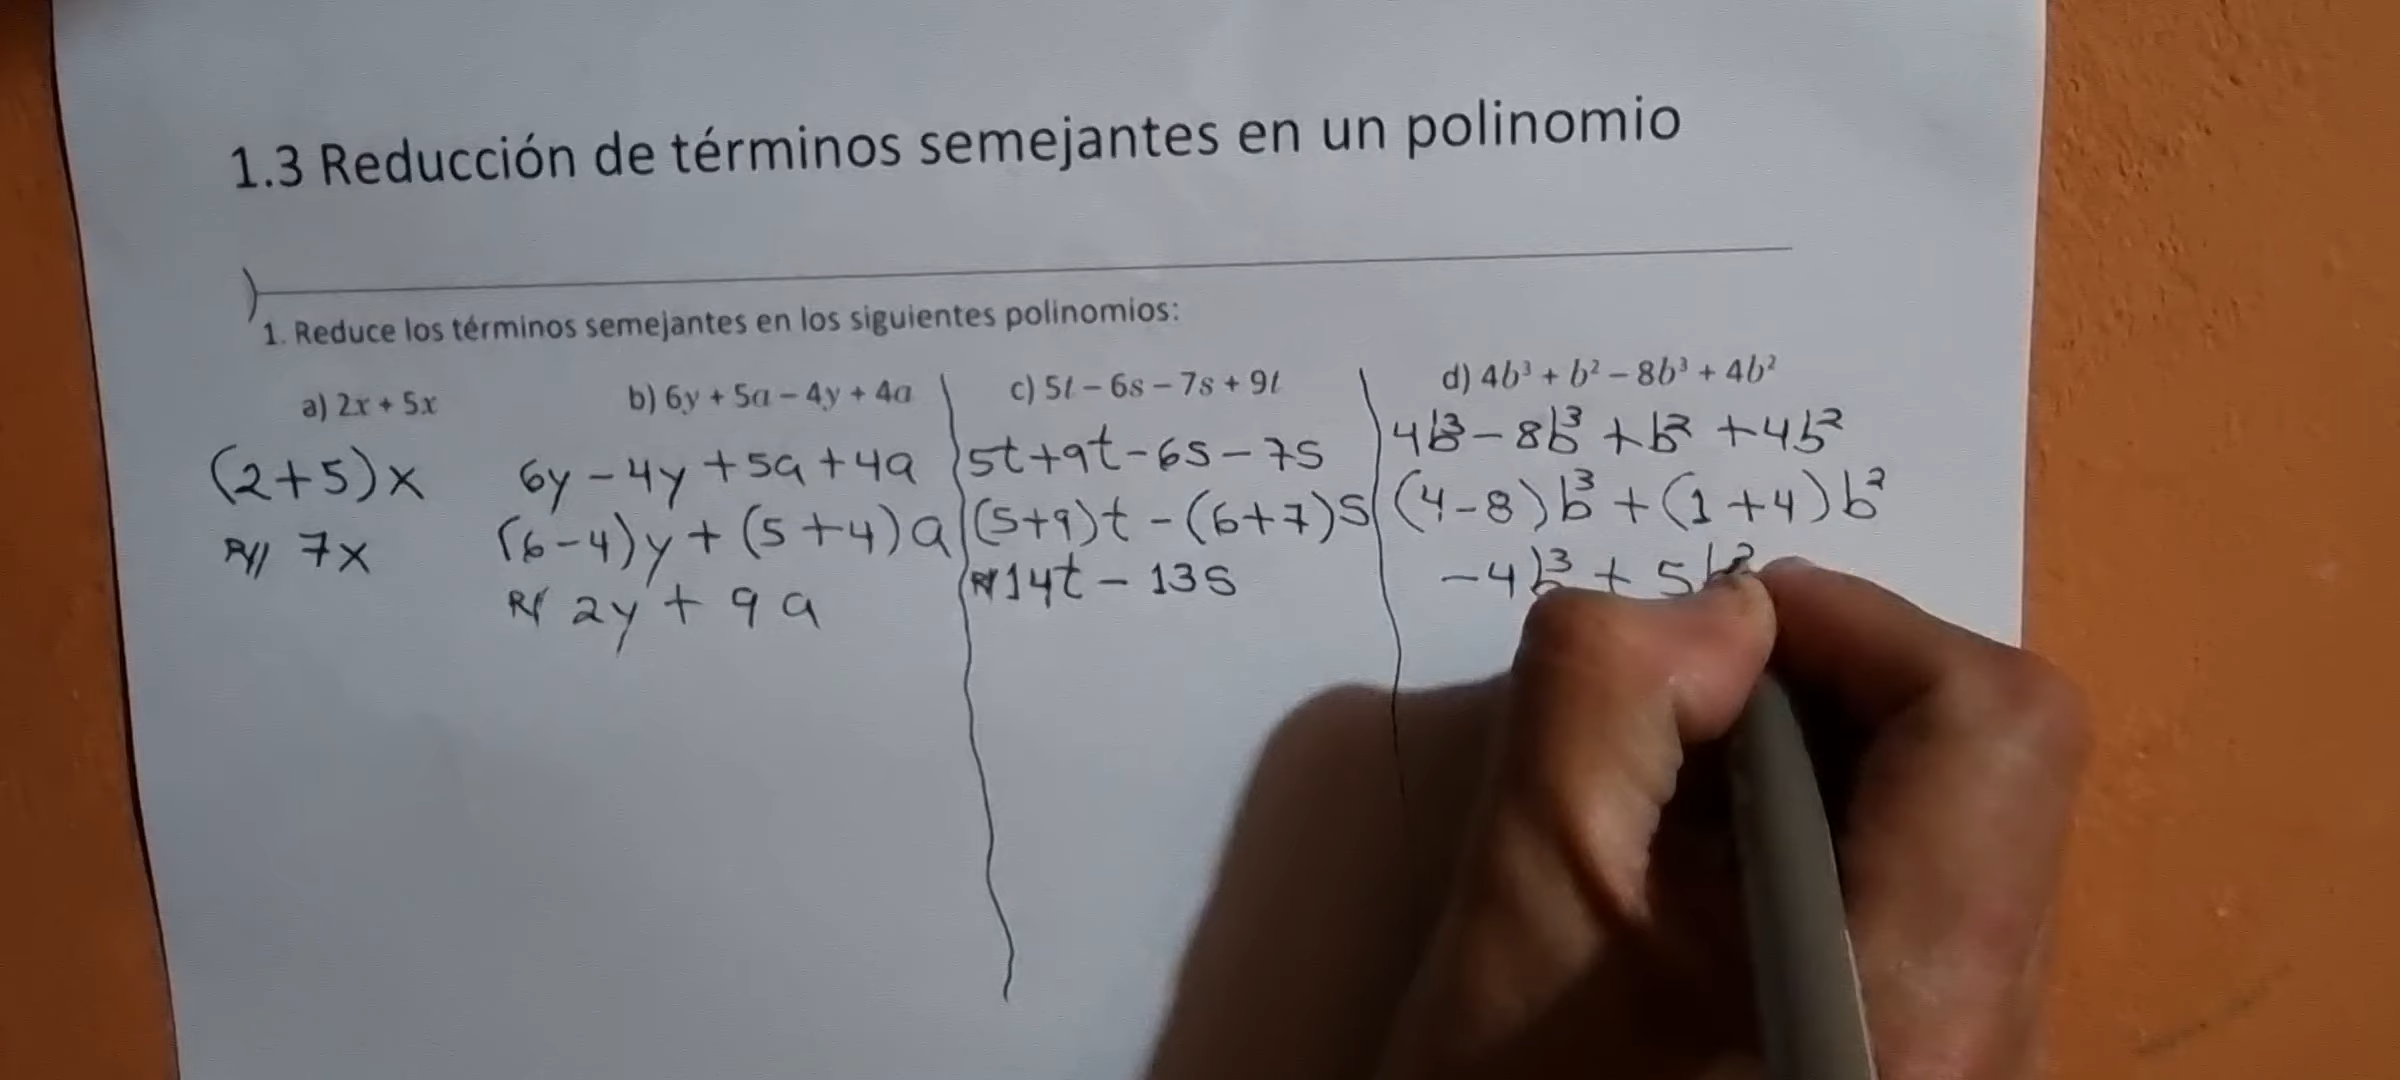 1.3 Reducción de términos semejantes en un polinomio
1. Reduce los términos semejantes en los siguientes polinomios:
a) 2x + 5x
(2+5)x
R// 7x
b) 6y + 5a – 4y + 4a
6y - 4y + 5a + 4a
(6-4)y + (5+4)a
R/ 2y + 9a
c) 5t – 6s – 7s + 9t
5t+9t-6s-7s
(5+9)t - (6+7)s
R/ 14t - 13s
d) 4b³ + b² – 8b³ + 4b²
4b³ - 8b³ + b² + 4b²
(4-8)b³ + (1+4)b²
-4b³ + 5b²